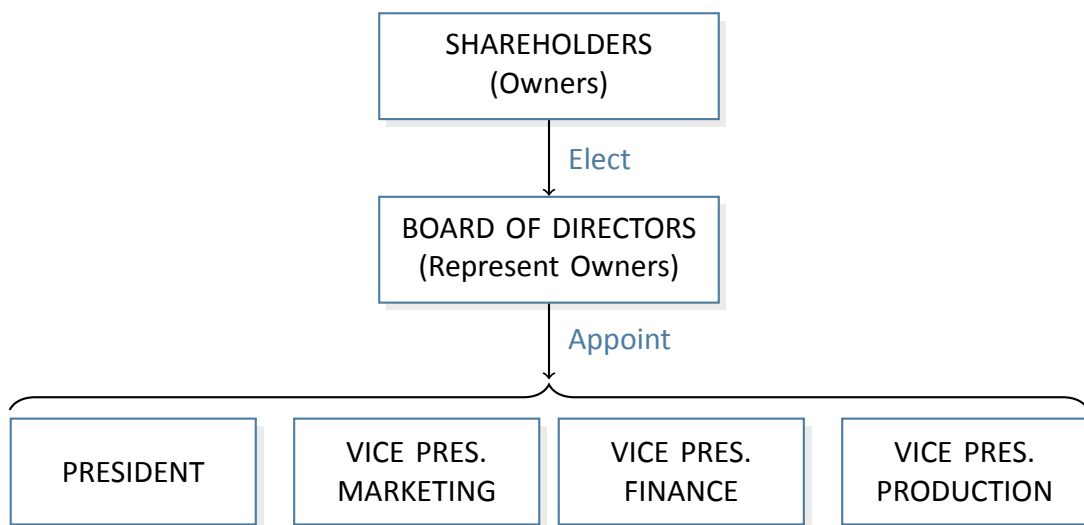 SHAREHOLDERS
(Owners)
Elect
BOARD OF DIRECTORS
(Represent Owners)
Appoint
PRESIDENT
VICE PRES.
MARKETING
VICE PRES.
FINANCE
VICE PRES.
PRODUCTION